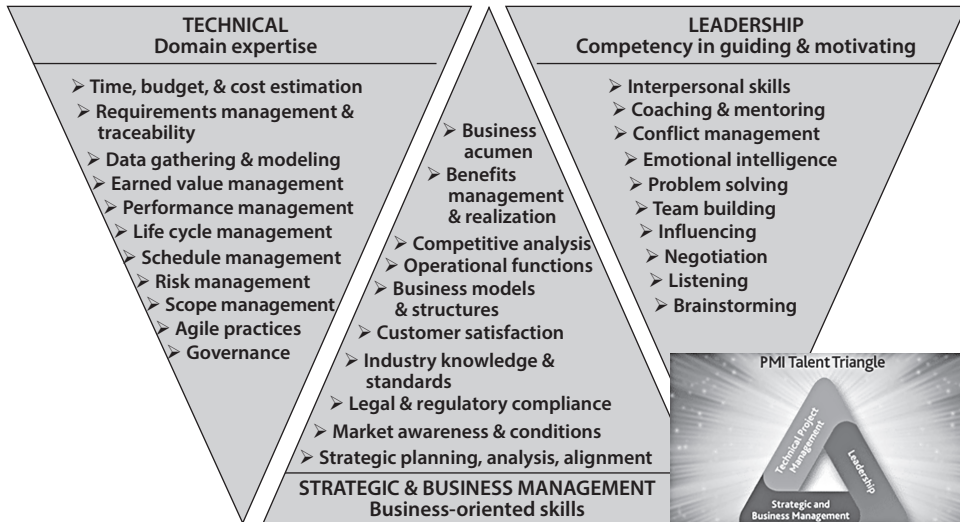 TECHNICAL
Domain expertise
➢ Time, budget, & cost estimation
➢ Requirements management &
traceability
➢ Data gathering & modeling
➢ Earned value management
➢ Performance management
➢ Life cycle management
➢ Schedule management
➢ Risk management
➢ Scope management
➢ Agile practices
➢ Governance
➢ Business
acumen
➢ Benefits
management
& realization
➢ Competitive analysis
➢ Operational functions
➢ Business models
& structures
➢ Customer satisfaction
➢ Industry knowledge &
standards
➢ Legal & regulatory compliance
➢ Market awareness & conditions
➢ Strategic planning, analysis, alignment
STRATEGIC & BUSINESS MANAGEMENT
Business-oriented skills
LEADERSHIP
Competency in guiding & motivating
➢ Interpersonal skills
➢ Coaching & mentoring
➢ Conflict management
➢ Emotional intelligence
➢ Problem solving
➢ Team building
➢ Influencing
➢ Negotiation
➢ Listening
➢ Brainstorming
PMI Talent Triangle
Technical Project
Management
Leadership
Strategic and
Business Management